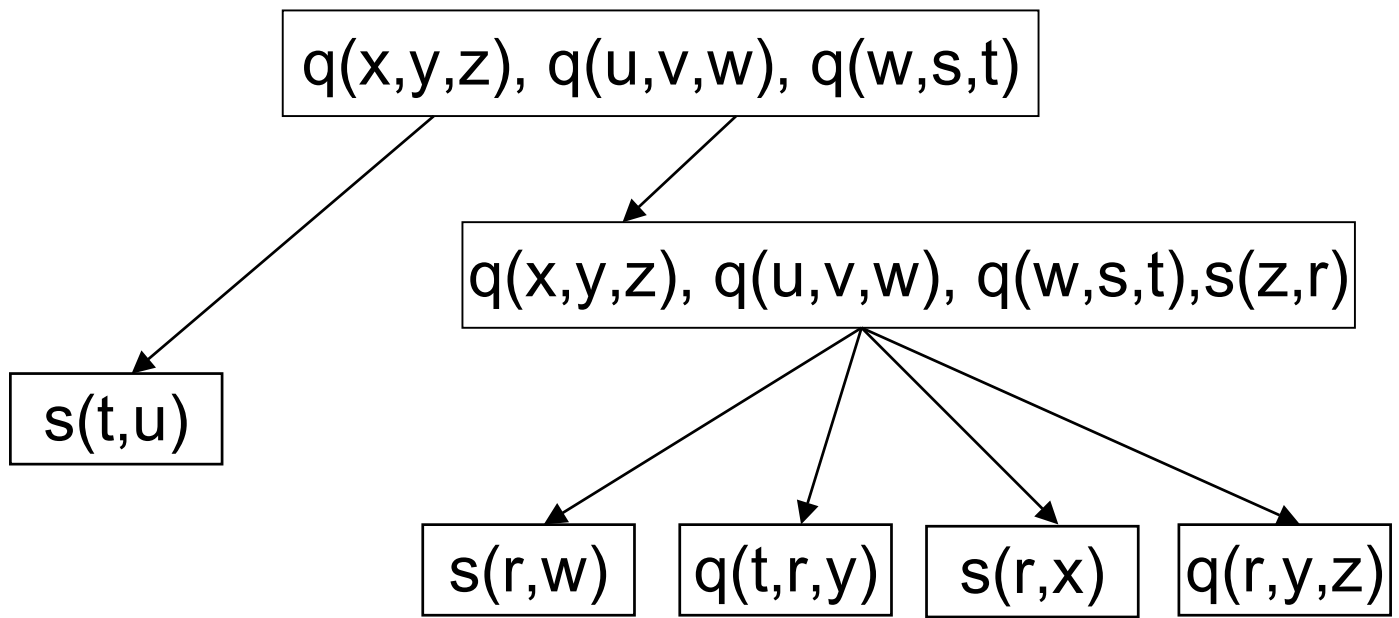 q(x,y,z), q(u,v,w), q(w,s,t)
q(x,y,z), q(u,v,w), q(w,s,t),s(z,r)
s(t,u)
s(r,w)
q(t,r,y)
s(r,x)
q(r,y,z)